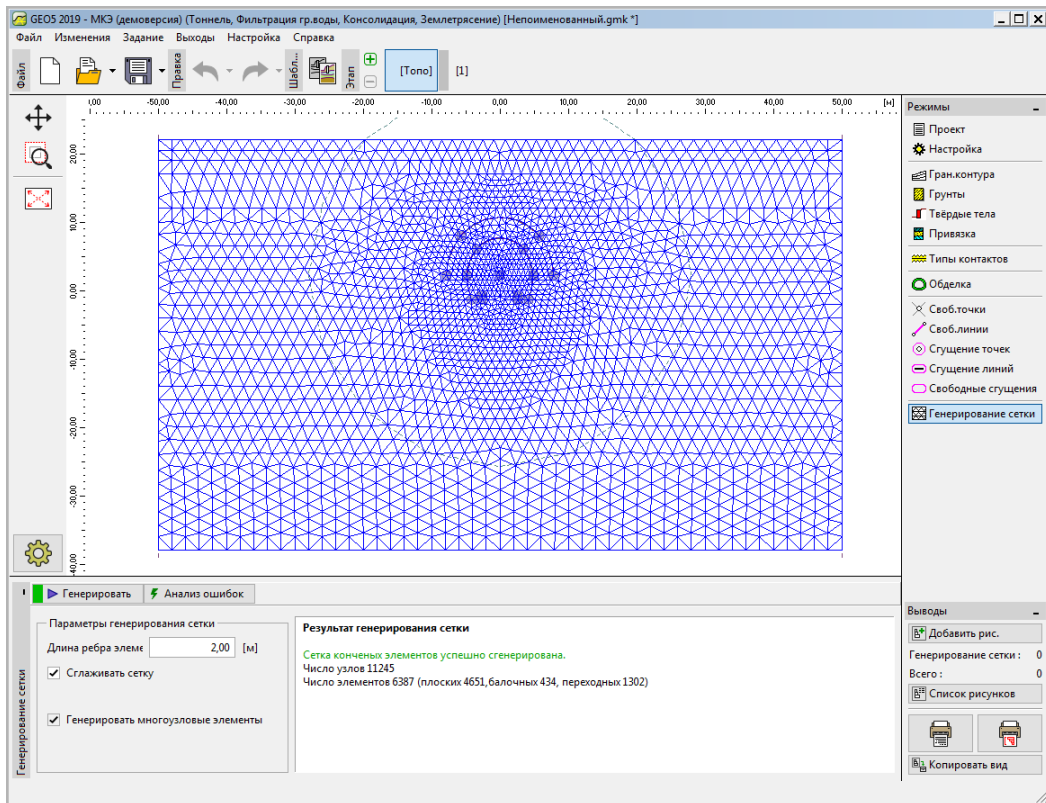 GEO5 2019 - МКЭ (демоверсия) (Тоннель, Фильтрация гр.воды, Консолидация, Землетрясение) [Непоименованный.gmk *]
Файл Изменения Задание Выходы Настройка Справка
Файл
Правка
Шабл...
Этап
[Топо] [1]
,00 -50,00 -40,00 -30,00 -20,00 -10,00 0,00 10,00 20,00 30,00 40,00 50,00 [м]
20,00
10,00
0,00
-10,00
-20,00
-30,00
-40,00
Режимы
Проект
Настройка
Гран.контура
Грунты
Твёрдые тела
Привязка
Типы контактов
Обделка
Своб.точки
Своб.линии
Сгущение точек
Сгущение линий
Свободные сгущения
Генерирование сетки
Генерировать Анализ ошибок
Генерирование сетки
Параметры генерирования сетки
Длина ребра элеме 2,00 [м]
Сглаживать сетку
Генерировать многоузловые элементы
Результат генерирования сетки
Сетка конченых элементов успешно сгенерирована.
Число узлов 11245
Число элементов 6387 (плоских 4651,балочных 434, переходных 1302)
Выводы
Добавить рис.
Генерирование сетки : 0
Всего : 0
Список рисунков
Копировать вид